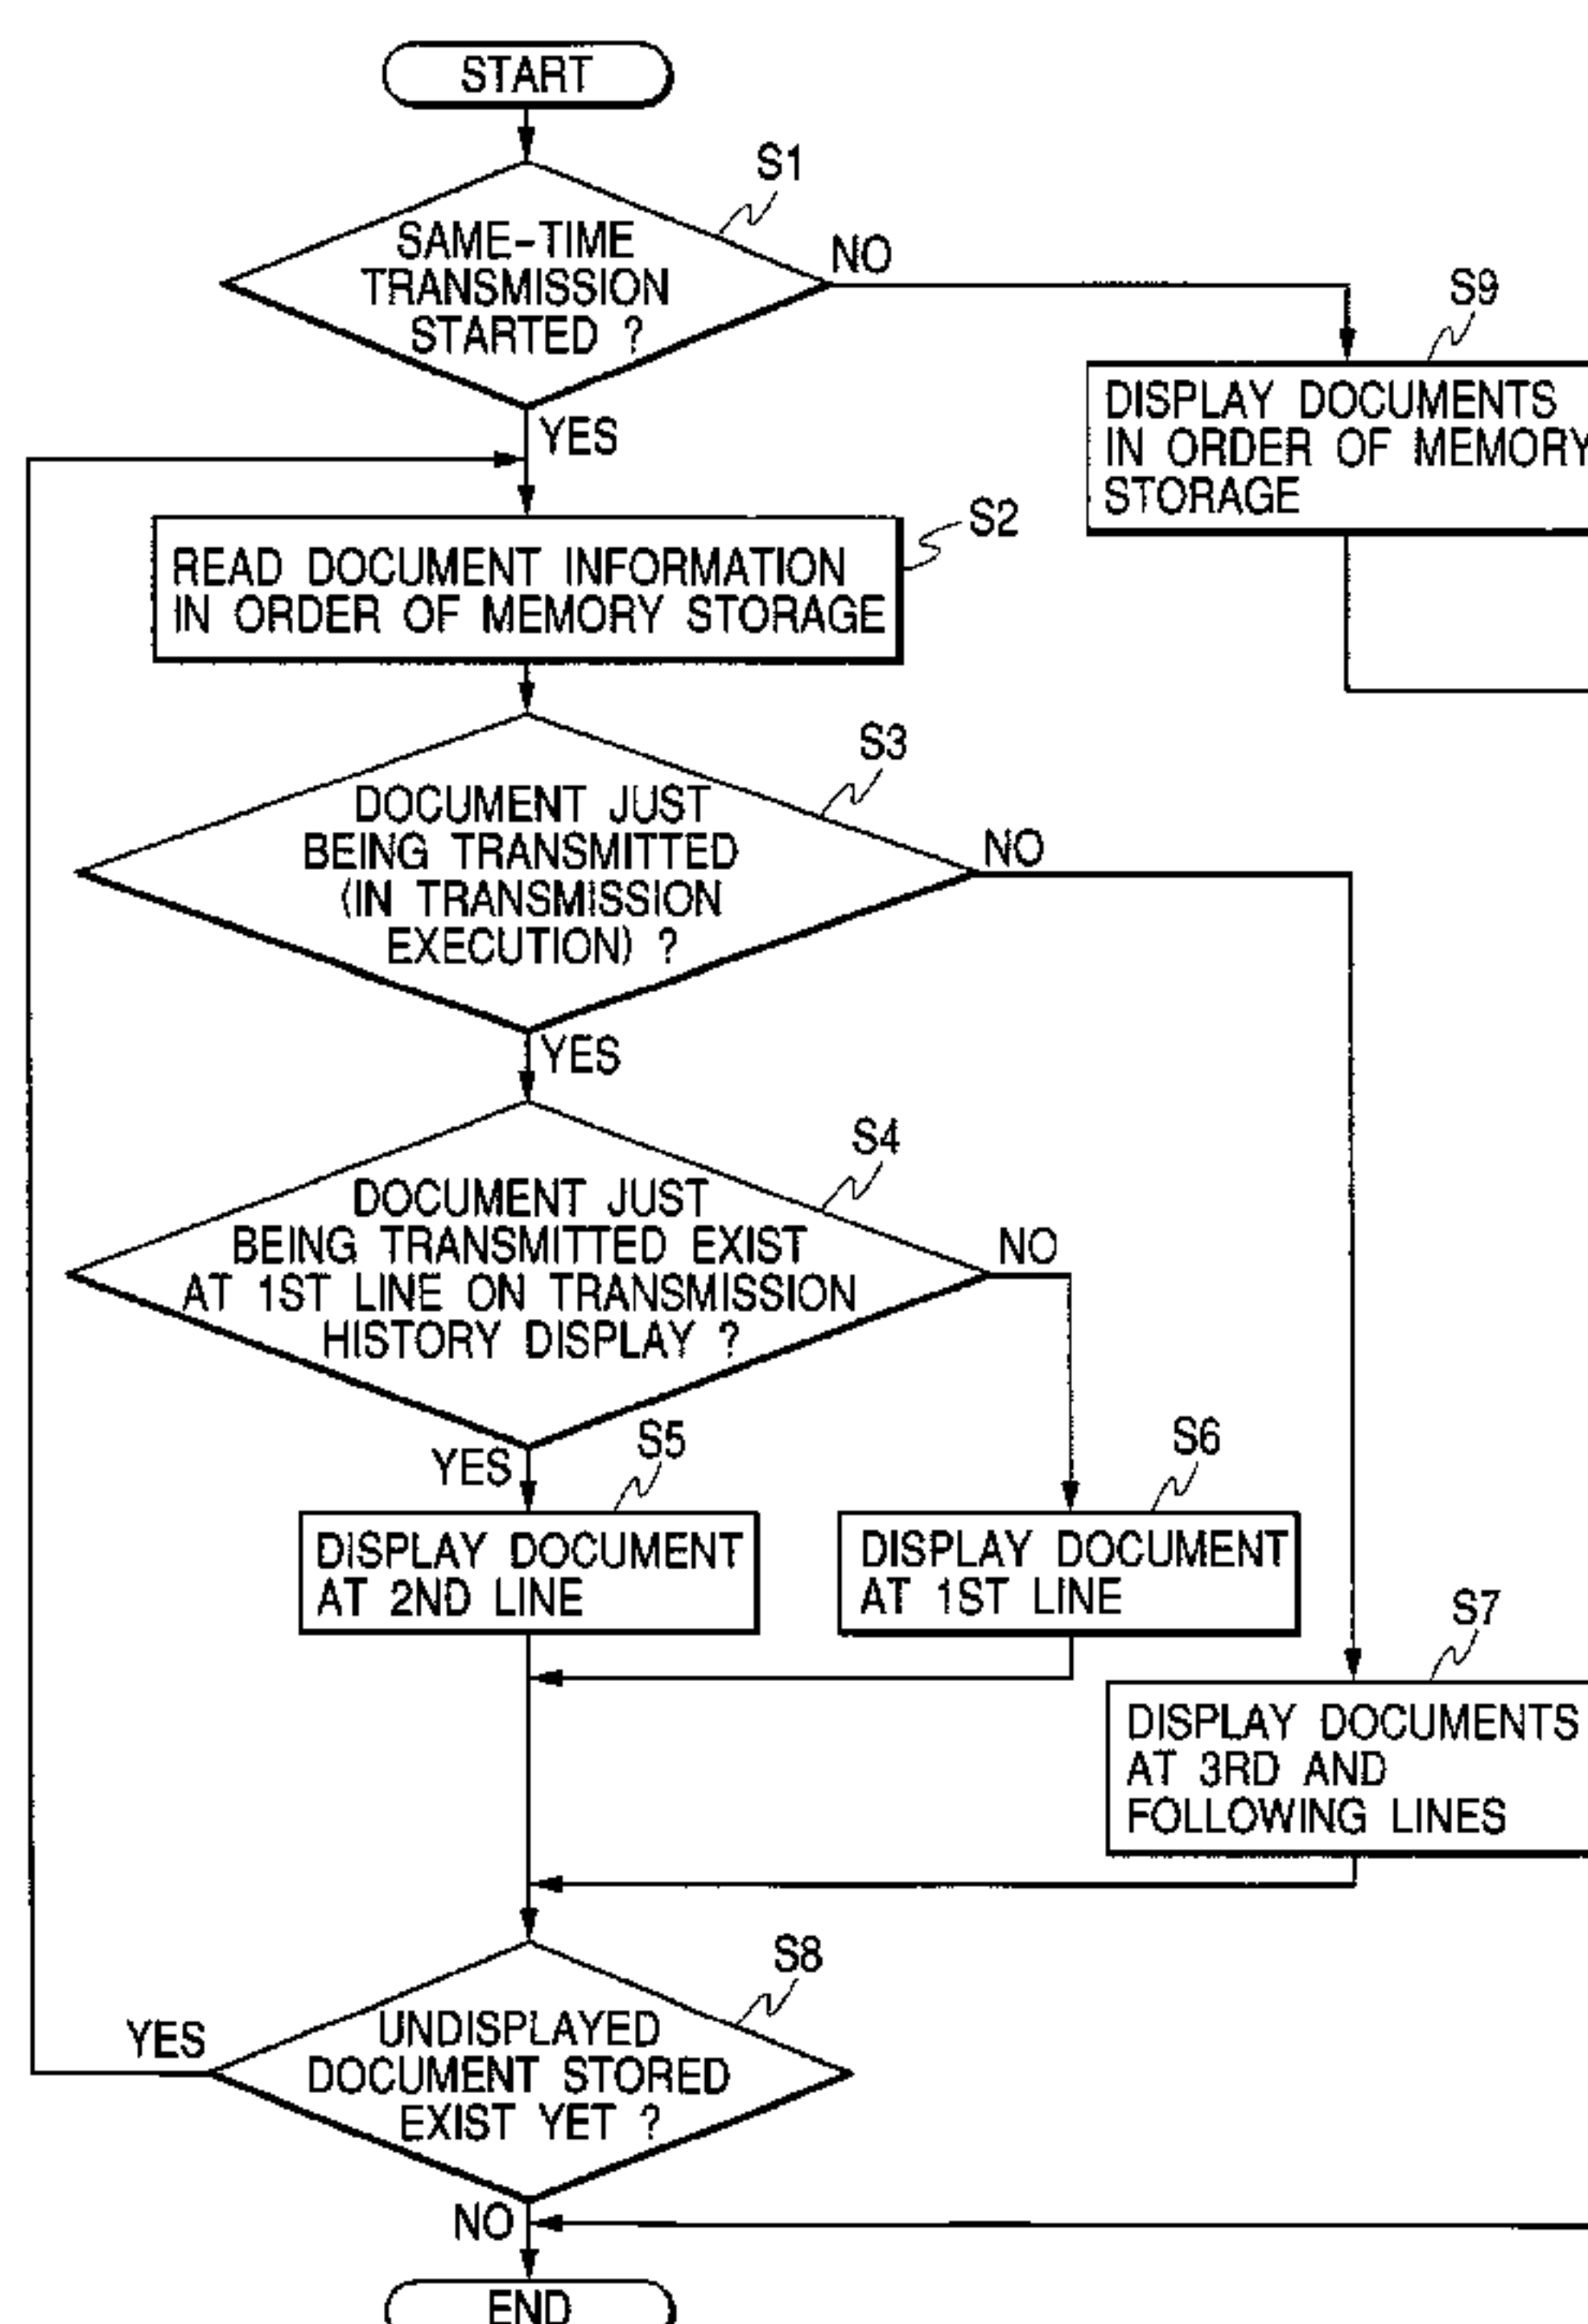 START
S1
SAME-TIME
TRANSMISSION
STARTED ?
NO
YES
S9
DISPLAY DOCUMENTS
IN ORDER OF MEMORY
STORAGE
S2
READ DOCUMENT INFORMATION
IN ORDER OF MEMORY STORAGE
S3
DOCUMENT JUST
BEING TRANSMITTED
(IN TRANSMISSION
EXECUTION) ?
NO
YES
S4
DOCUMENT JUST
BEING TRANSMITTED EXIST
AT 1ST LINE ON TRANSMISSION
HISTORY DISPLAY ?
NO
YES
S5
DISPLAY DOCUMENT
AT 2ND LINE
S6
DISPLAY DOCUMENT
AT 1ST LINE
S7
DISPLAY DOCUMENTS
AT 3RD AND
FOLLOWING LINES
S8
UNDISPLAYED
DOCUMENT STORED
EXIST YET ?
YES
NO
END